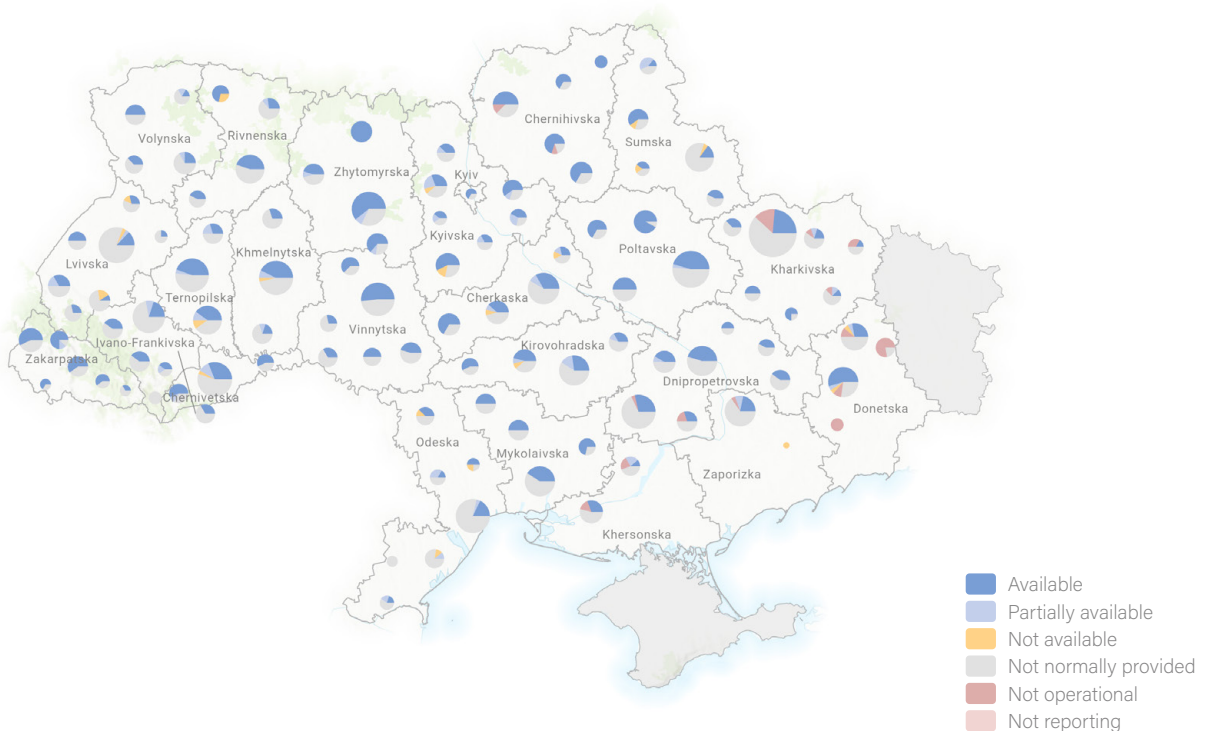 Chernihivska
Volynska
Rivnenska
Sumska
Zhytomyrska
Kyiv
Kyivska
Poltavska
Lvivska
Khmelnytska
Kharkivska
Ternopilska
Cherkaska
Vinnytska
Ivano-Frankivska
Kirovohradska
Zakarpatska
Dnipropetrovska
Chernivetska
Donetska
Odeska
Mykolaivska
Zaporizka
Khersonska
Available
Partially available
Not available
Not normally provided
Not operational
Not reporting